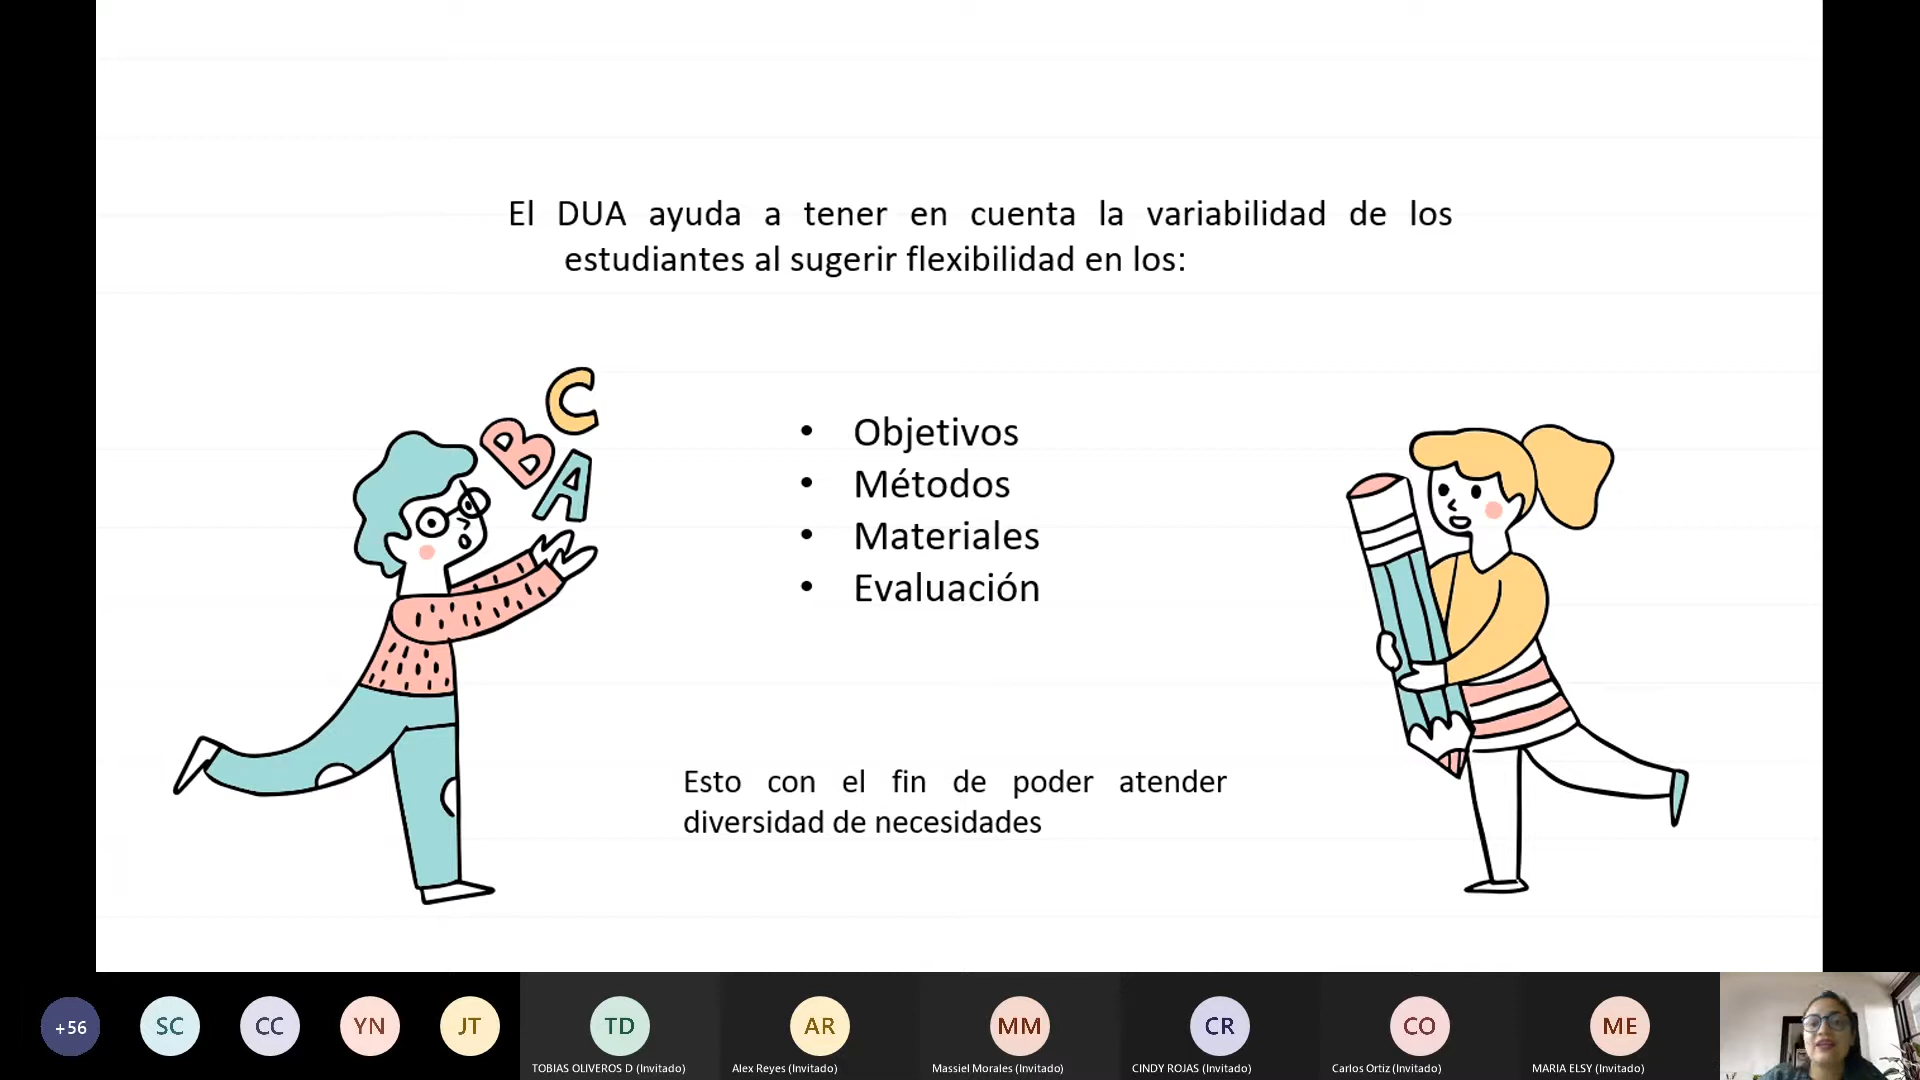 El DUA ayuda a tener en cuenta la variabilidad de los
estudiantes al sugerir flexibilidad en los:
C
B
A
• Objetivos
• Métodos
• Materiales
• Evaluación
Esto con el fin de poder atender
diversidad de necesidades
+56
SC
CC
YN
JT
TD
AR
MM
CR
CO
ME
TOBIAS OLIVEROS D (Invitado)
Alex Reyes (Invitado)
Massiel Morales (Invitado)
CINDY ROJAS (Invitado)
Carlos Ortiz (Invitado)
MARIA ELSY (Invitado)